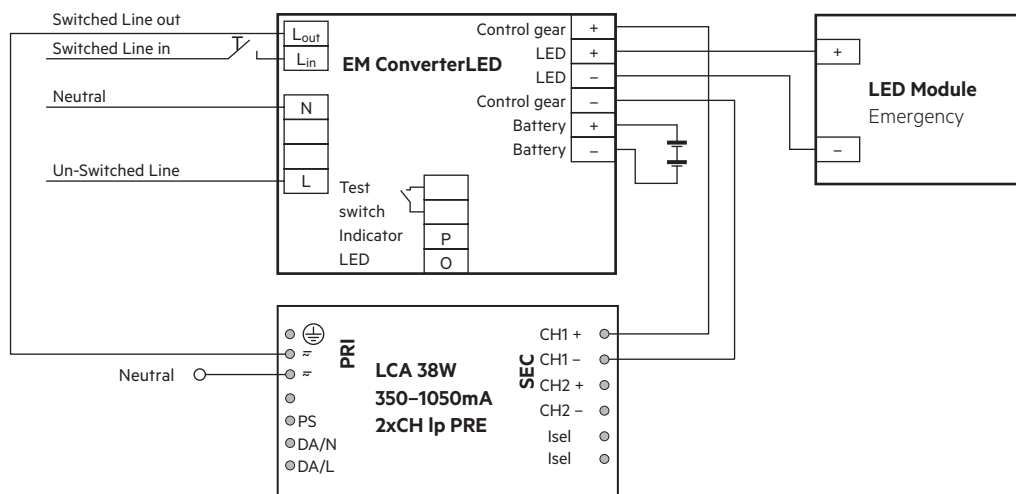 Switched Line out
Switched Line in
Neutral
Un-Switched Line
Lout
Lin
N
L
EM ConverterLED
Control gear +
LED +
LED –
Control gear –
Battery +
Battery –
Test
switch
Indicator P
LED O
+
LED Module
Emergency
–
Neutral
PRI
≂
≂
PS
DA/N
DA/L
LCA 38W
350–1050mA
2xCH lp PRE
SEC
CH1 +
CH1 –
CH2 +
CH2 –
Isel
Isel